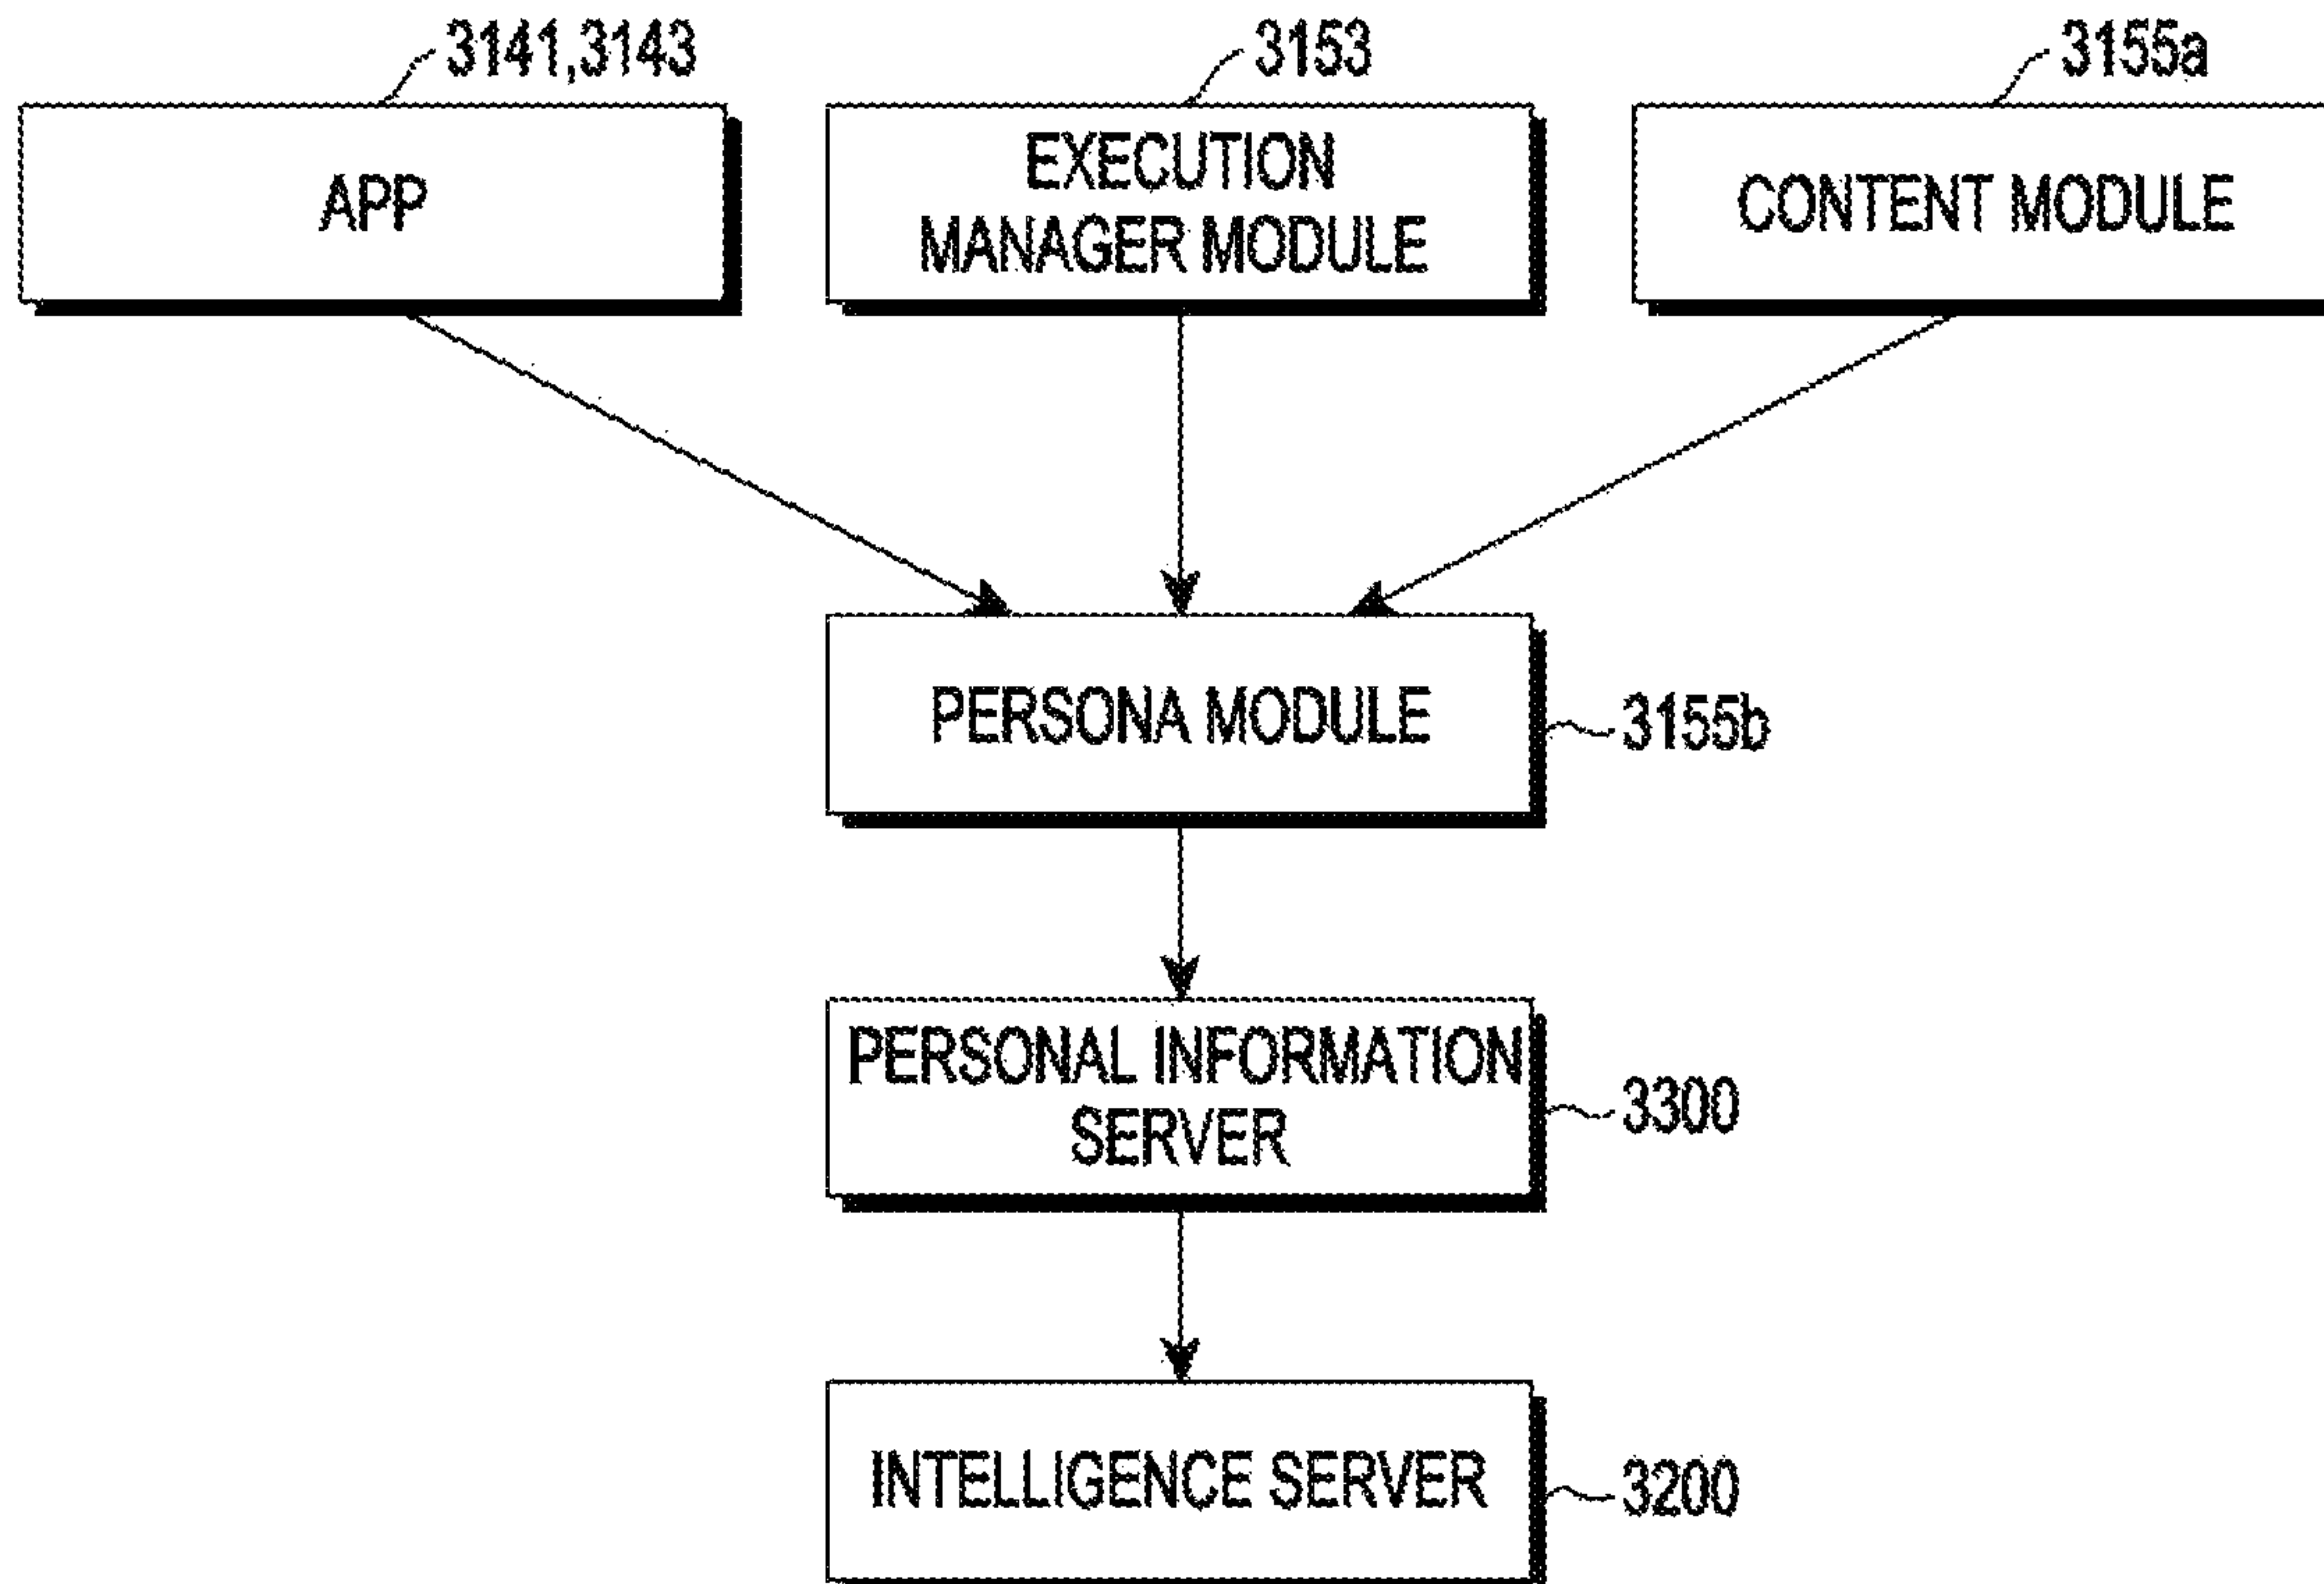 3141,3143
3153
3155a
APP
EXECUTION
MANAGER MODULE
CONTENT MODULE
PERSONA MODULE
3155b
PERSONAL INFORMATION
SERVER
3300
INTELLIGENCE SERVER
3200